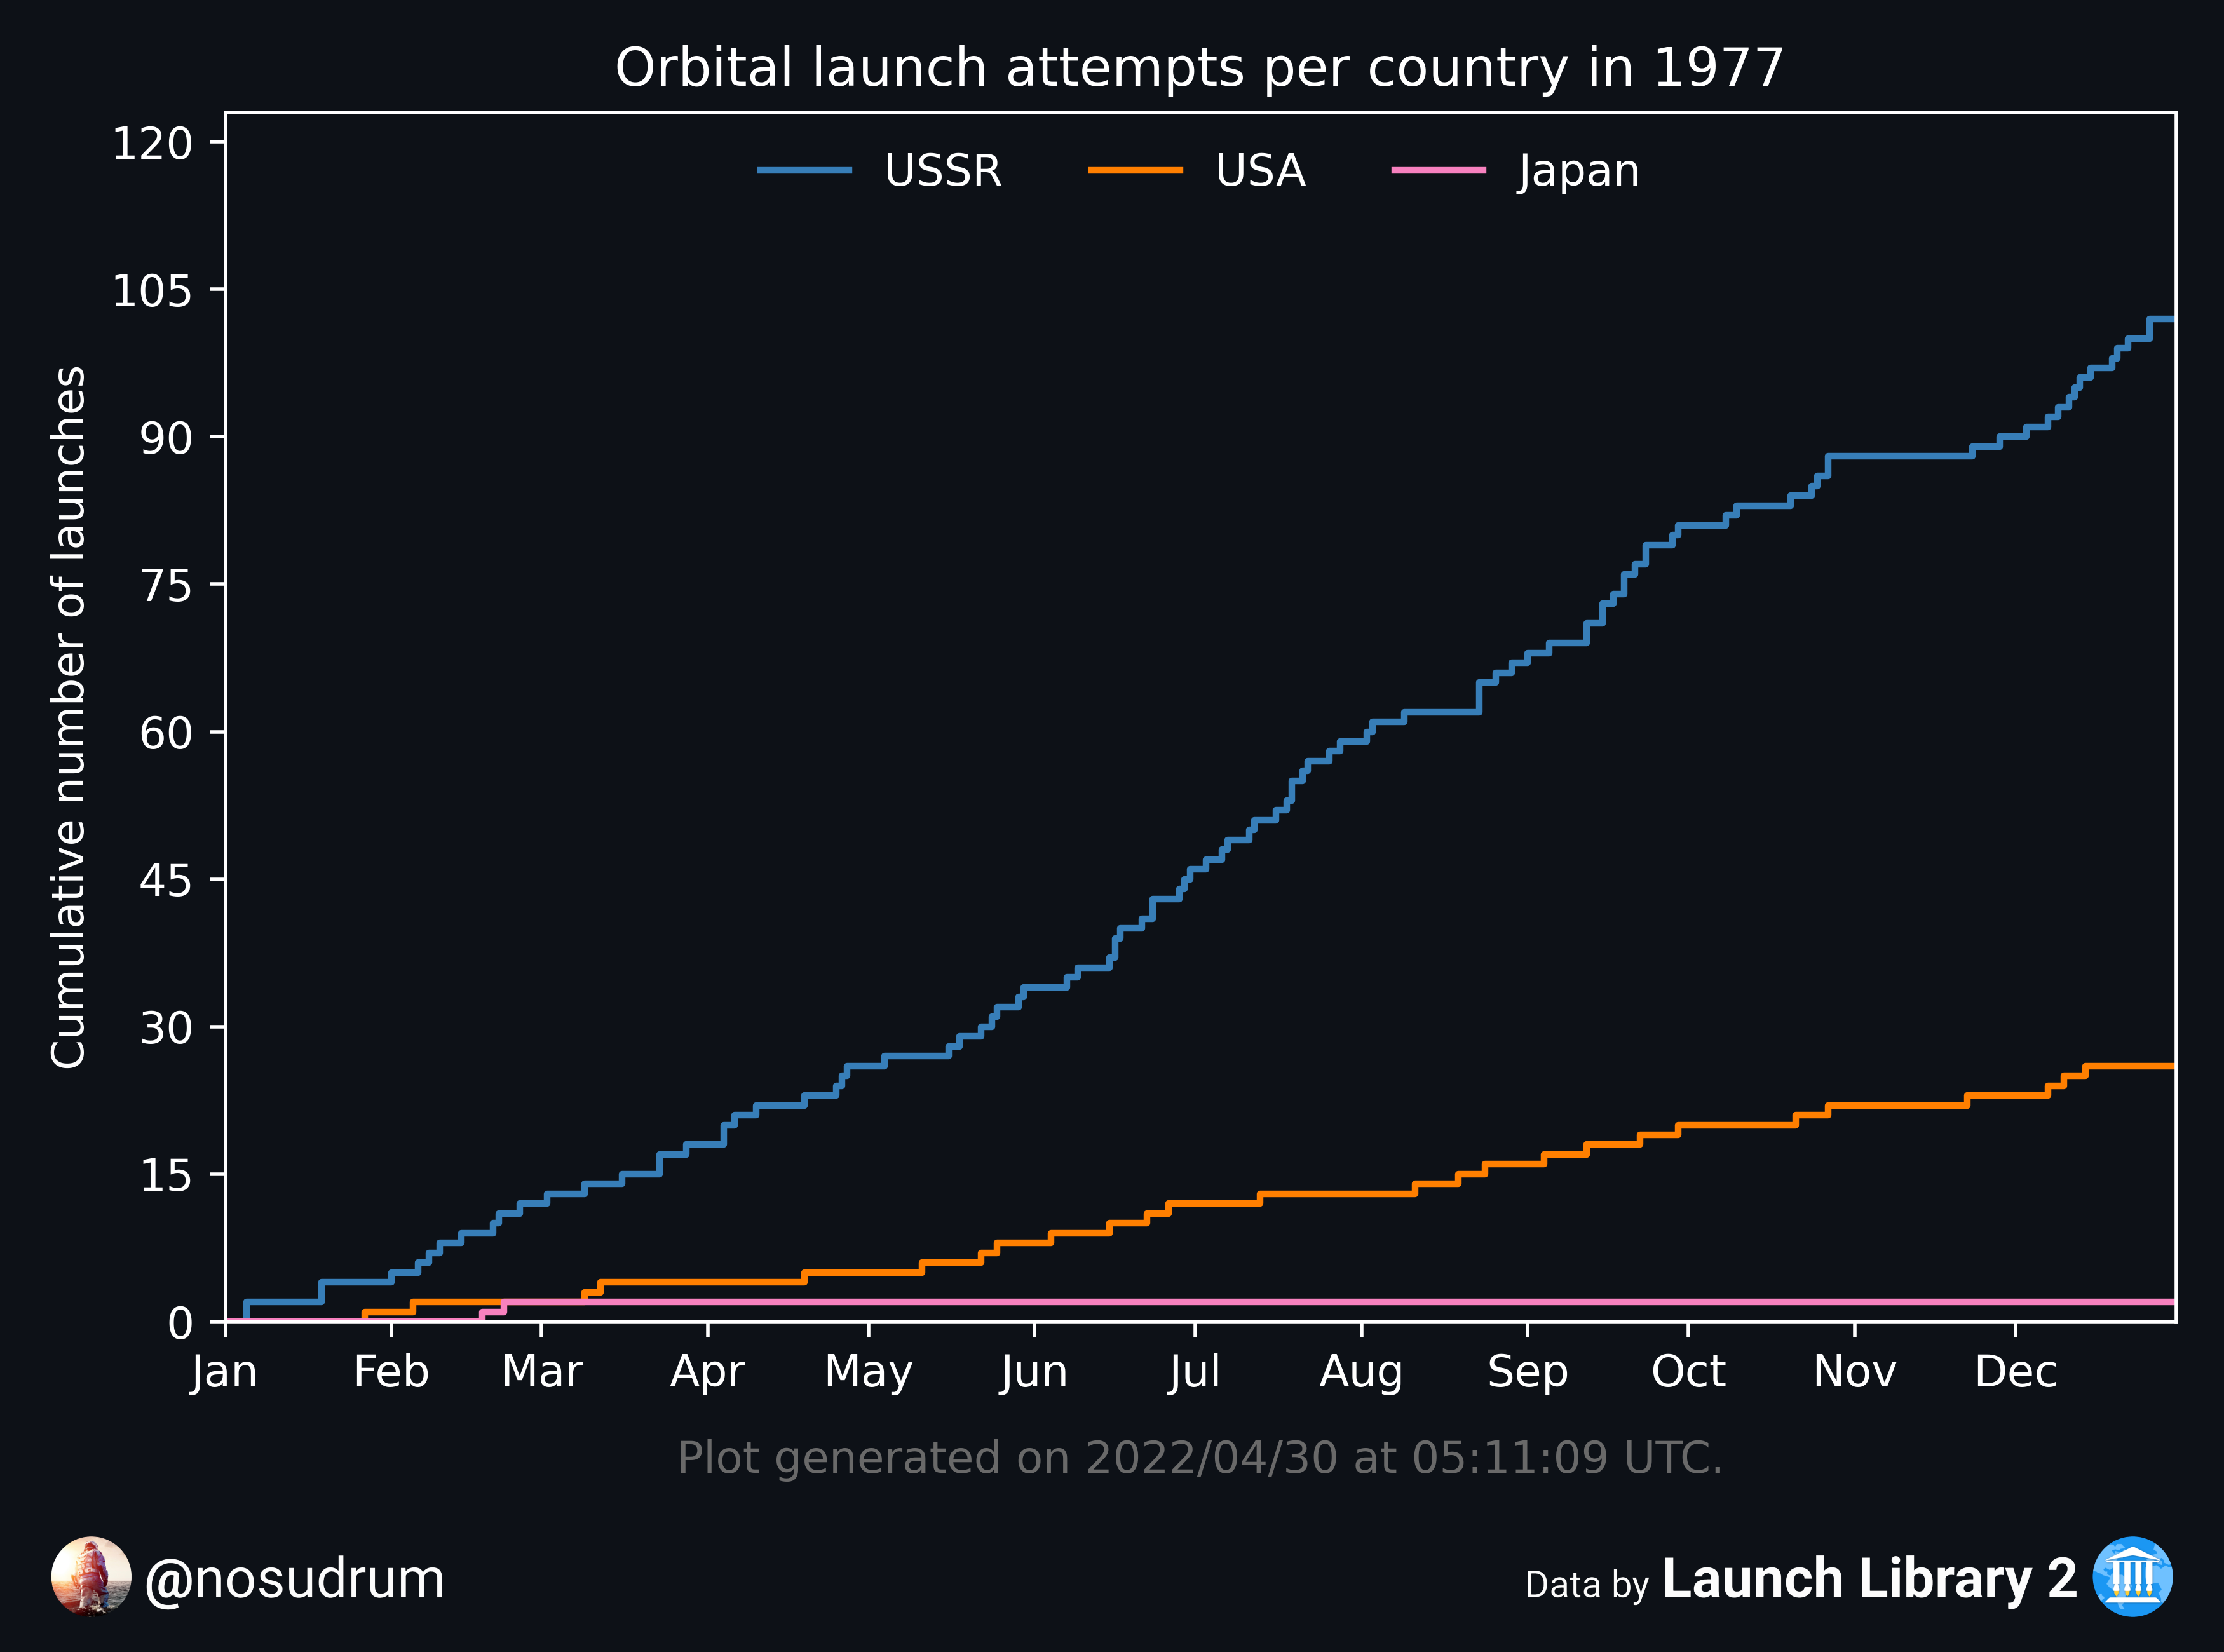 Orbital launch attempts per country in 1977
USSR USA Japan
Cumulative number of launches
120
105
90
75
60
45
30
15
0
Jan Feb Mar Apr May Jun Jul Aug Sep Oct Nov Dec
Plot generated on 2022/04/30 at 05:11:09 UTC.
@nosudrum
Data by Launch Library 2